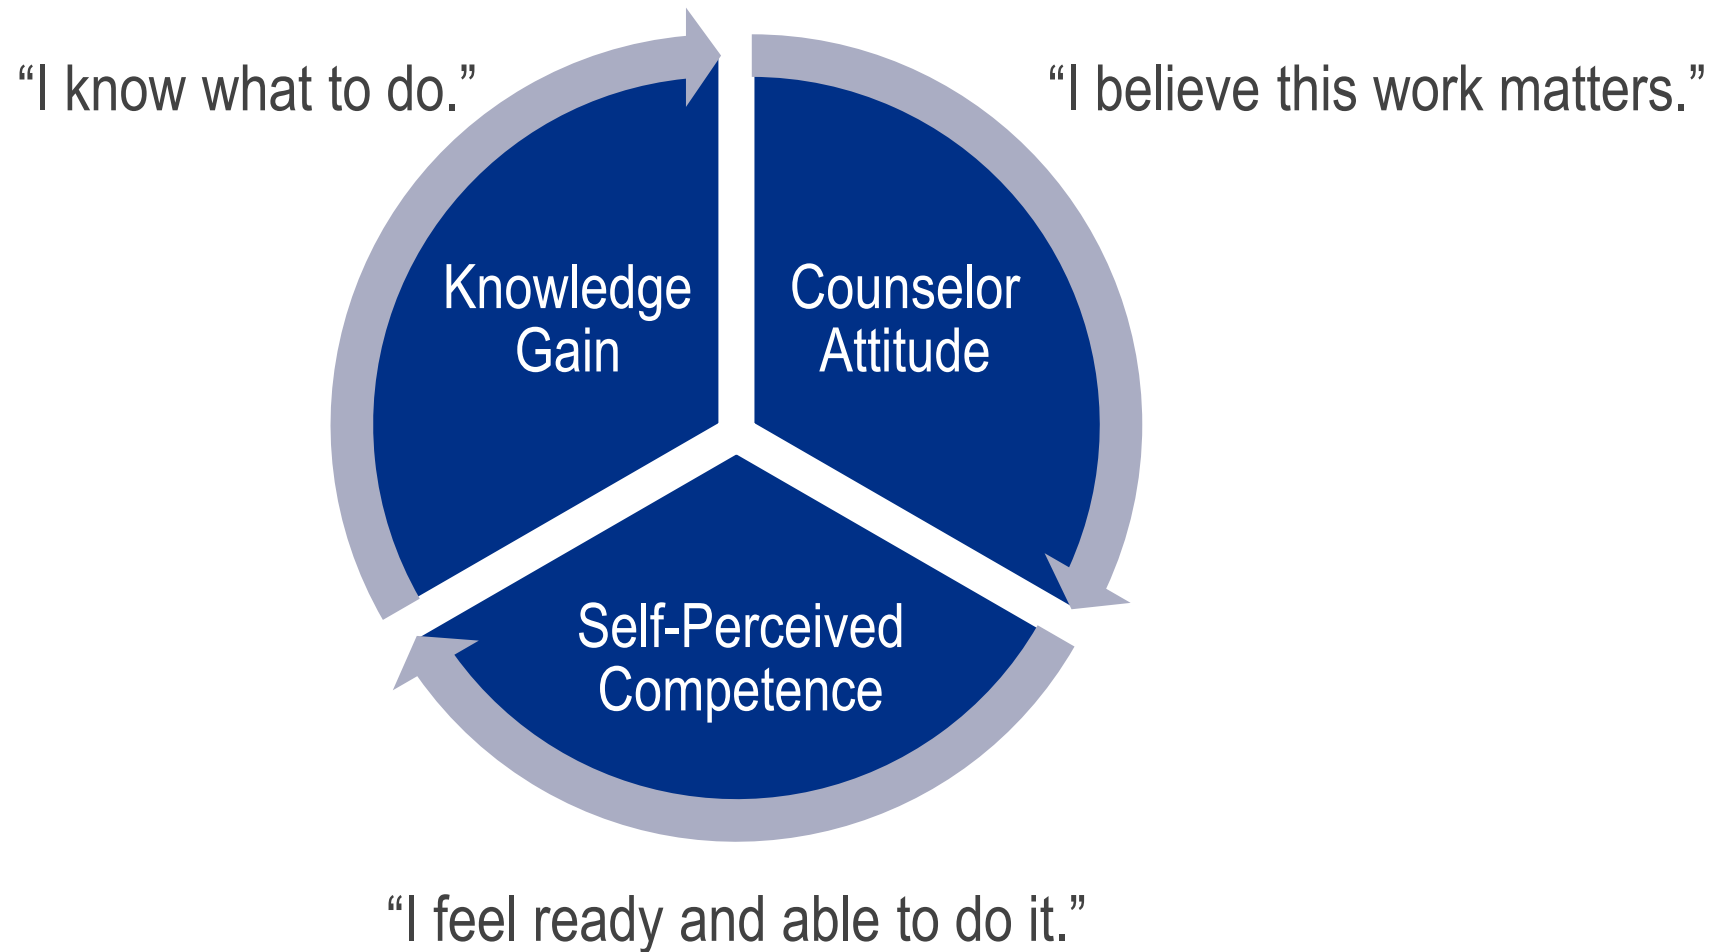 “I know what to do.”
“I believe this work matters.”
Knowledge
Gain
Counselor
Attitude
Self-Perceived
Competence
“I feel ready and able to do it.”